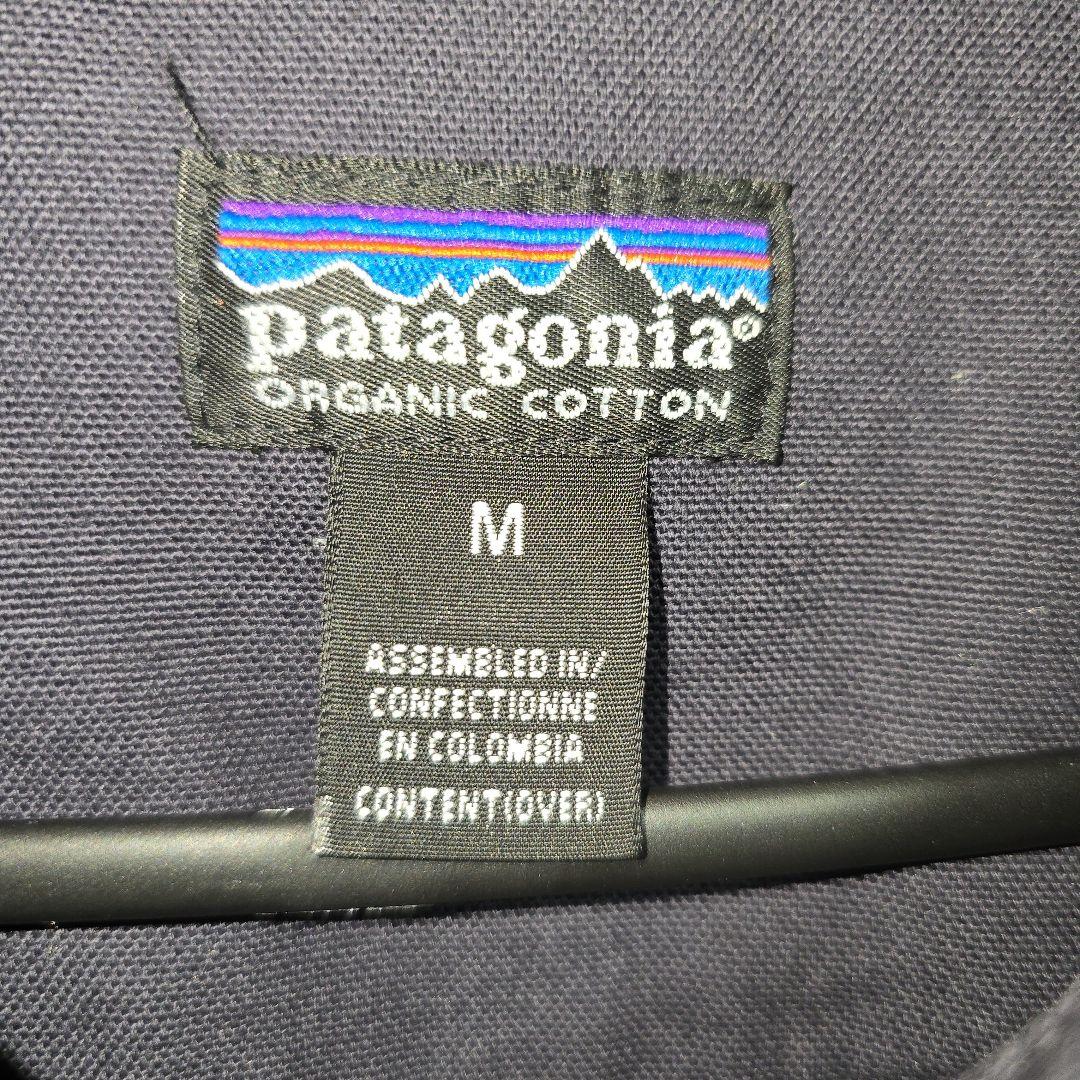 patagonia®
ORGANIC COTTON
M
ASSEMBLED IN/
CONFECTIONNE
EN COLOMBIA
CONTENT(OVER)